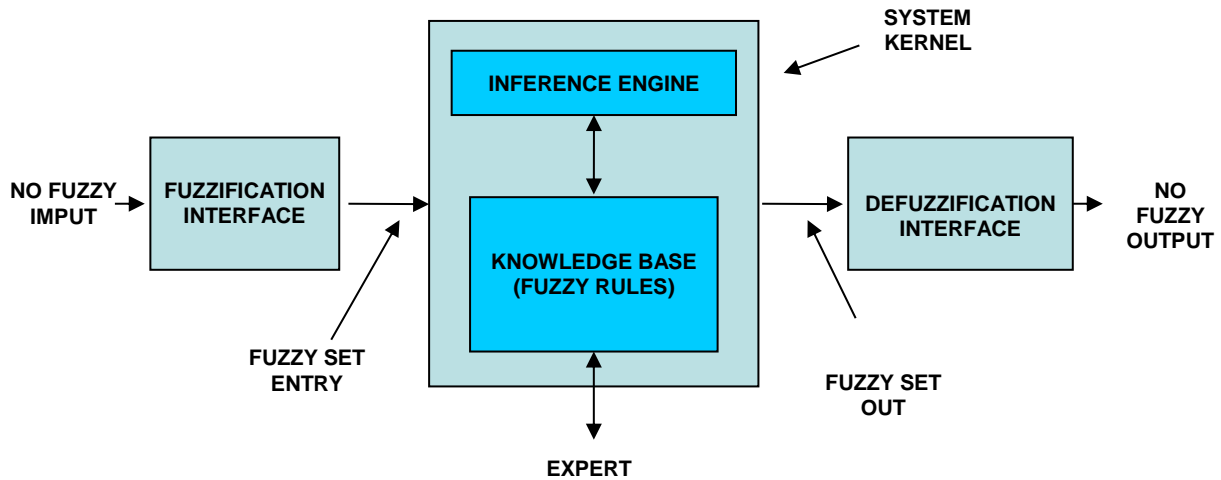 SYSTEM
KERNEL
INFERENCE ENGINE
NO FUZZY
IMPUT
FUZZIFICATION
INTERFACE
DEFUZZIFICATION
INTERFACE
NO
FUZZY
OUTPUT
KNOWLEDGE BASE
(FUZZY RULES)
FUZZY SET
ENTRY
FUZZY SET
OUT
EXPERT